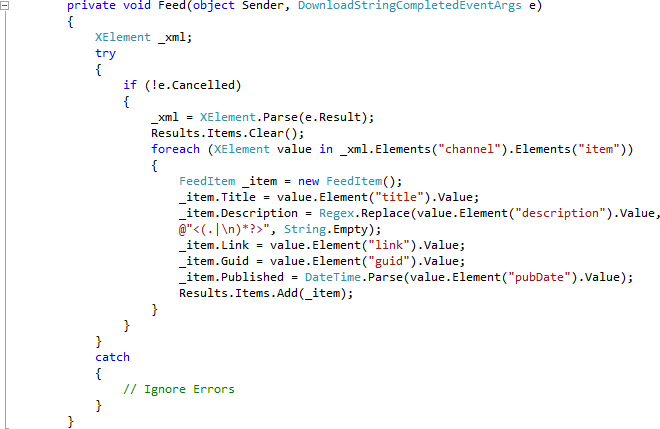 private void Feed(object Sender, DownloadStringCompletedEventArgs e)
{
XElement _xml;
try
{
if (!e.Cancelled)
{
_xml = XElement.Parse(e.Result);
Results.Items.Clear();
foreach (XElement value in _xml.Elements("channel").Elements("item"))
{
FeedItem _item = new FeedItem();
_item.Title = value.Element("title").Value;
_item.Description = Regex.Replace(value.Element("description").Value,
@"<(.|\n)*?>", String.Empty);
_item.Link = value.Element("link").Value;
_item.Guid = value.Element("guid").Value;
_item.Published = DateTime.Parse(value.Element("pubDate").Value);
Results.Items.Add(_item);
}
}
}
catch
{
// Ignore Errors
}
}